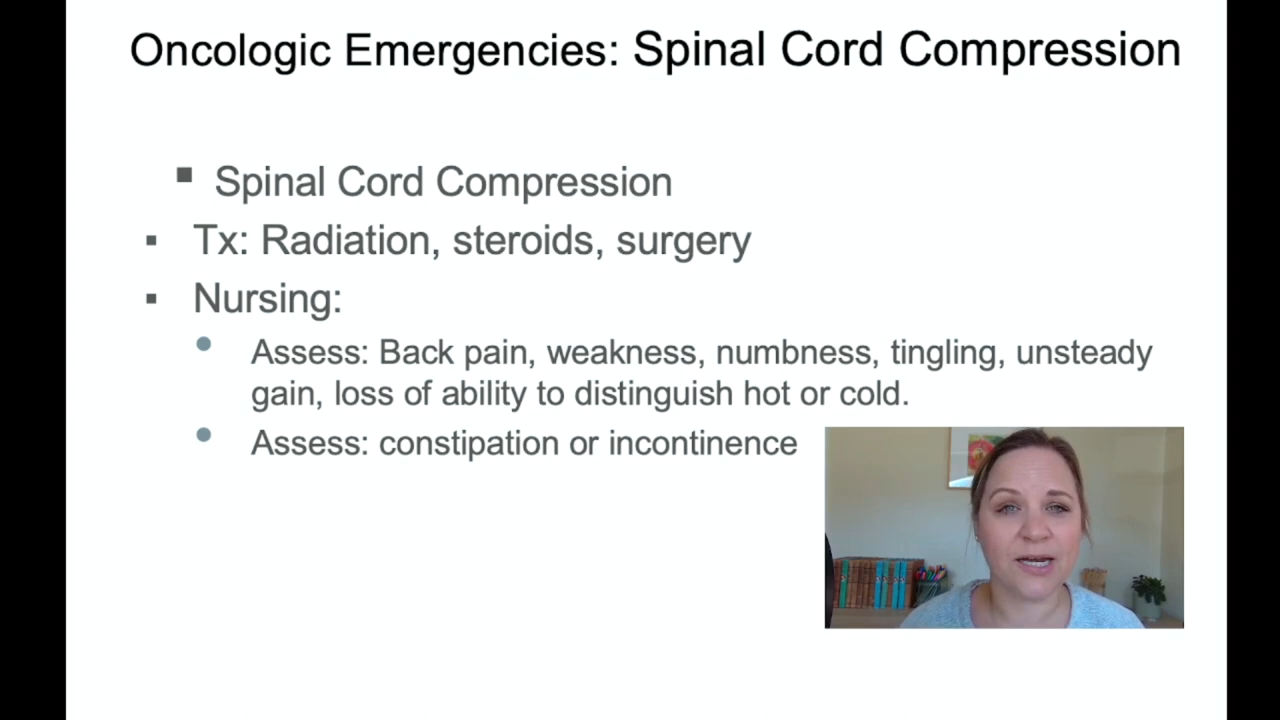 Oncologic Emergencies: Spinal Cord Compression
Spinal Cord Compression
Tx: Radiation, steroids, surgery
Nursing:
Assess: Back pain, weakness, numbness, tingling, unsteady
gain, loss of ability to distinguish hot or cold.
Assess: constipation or incontinence